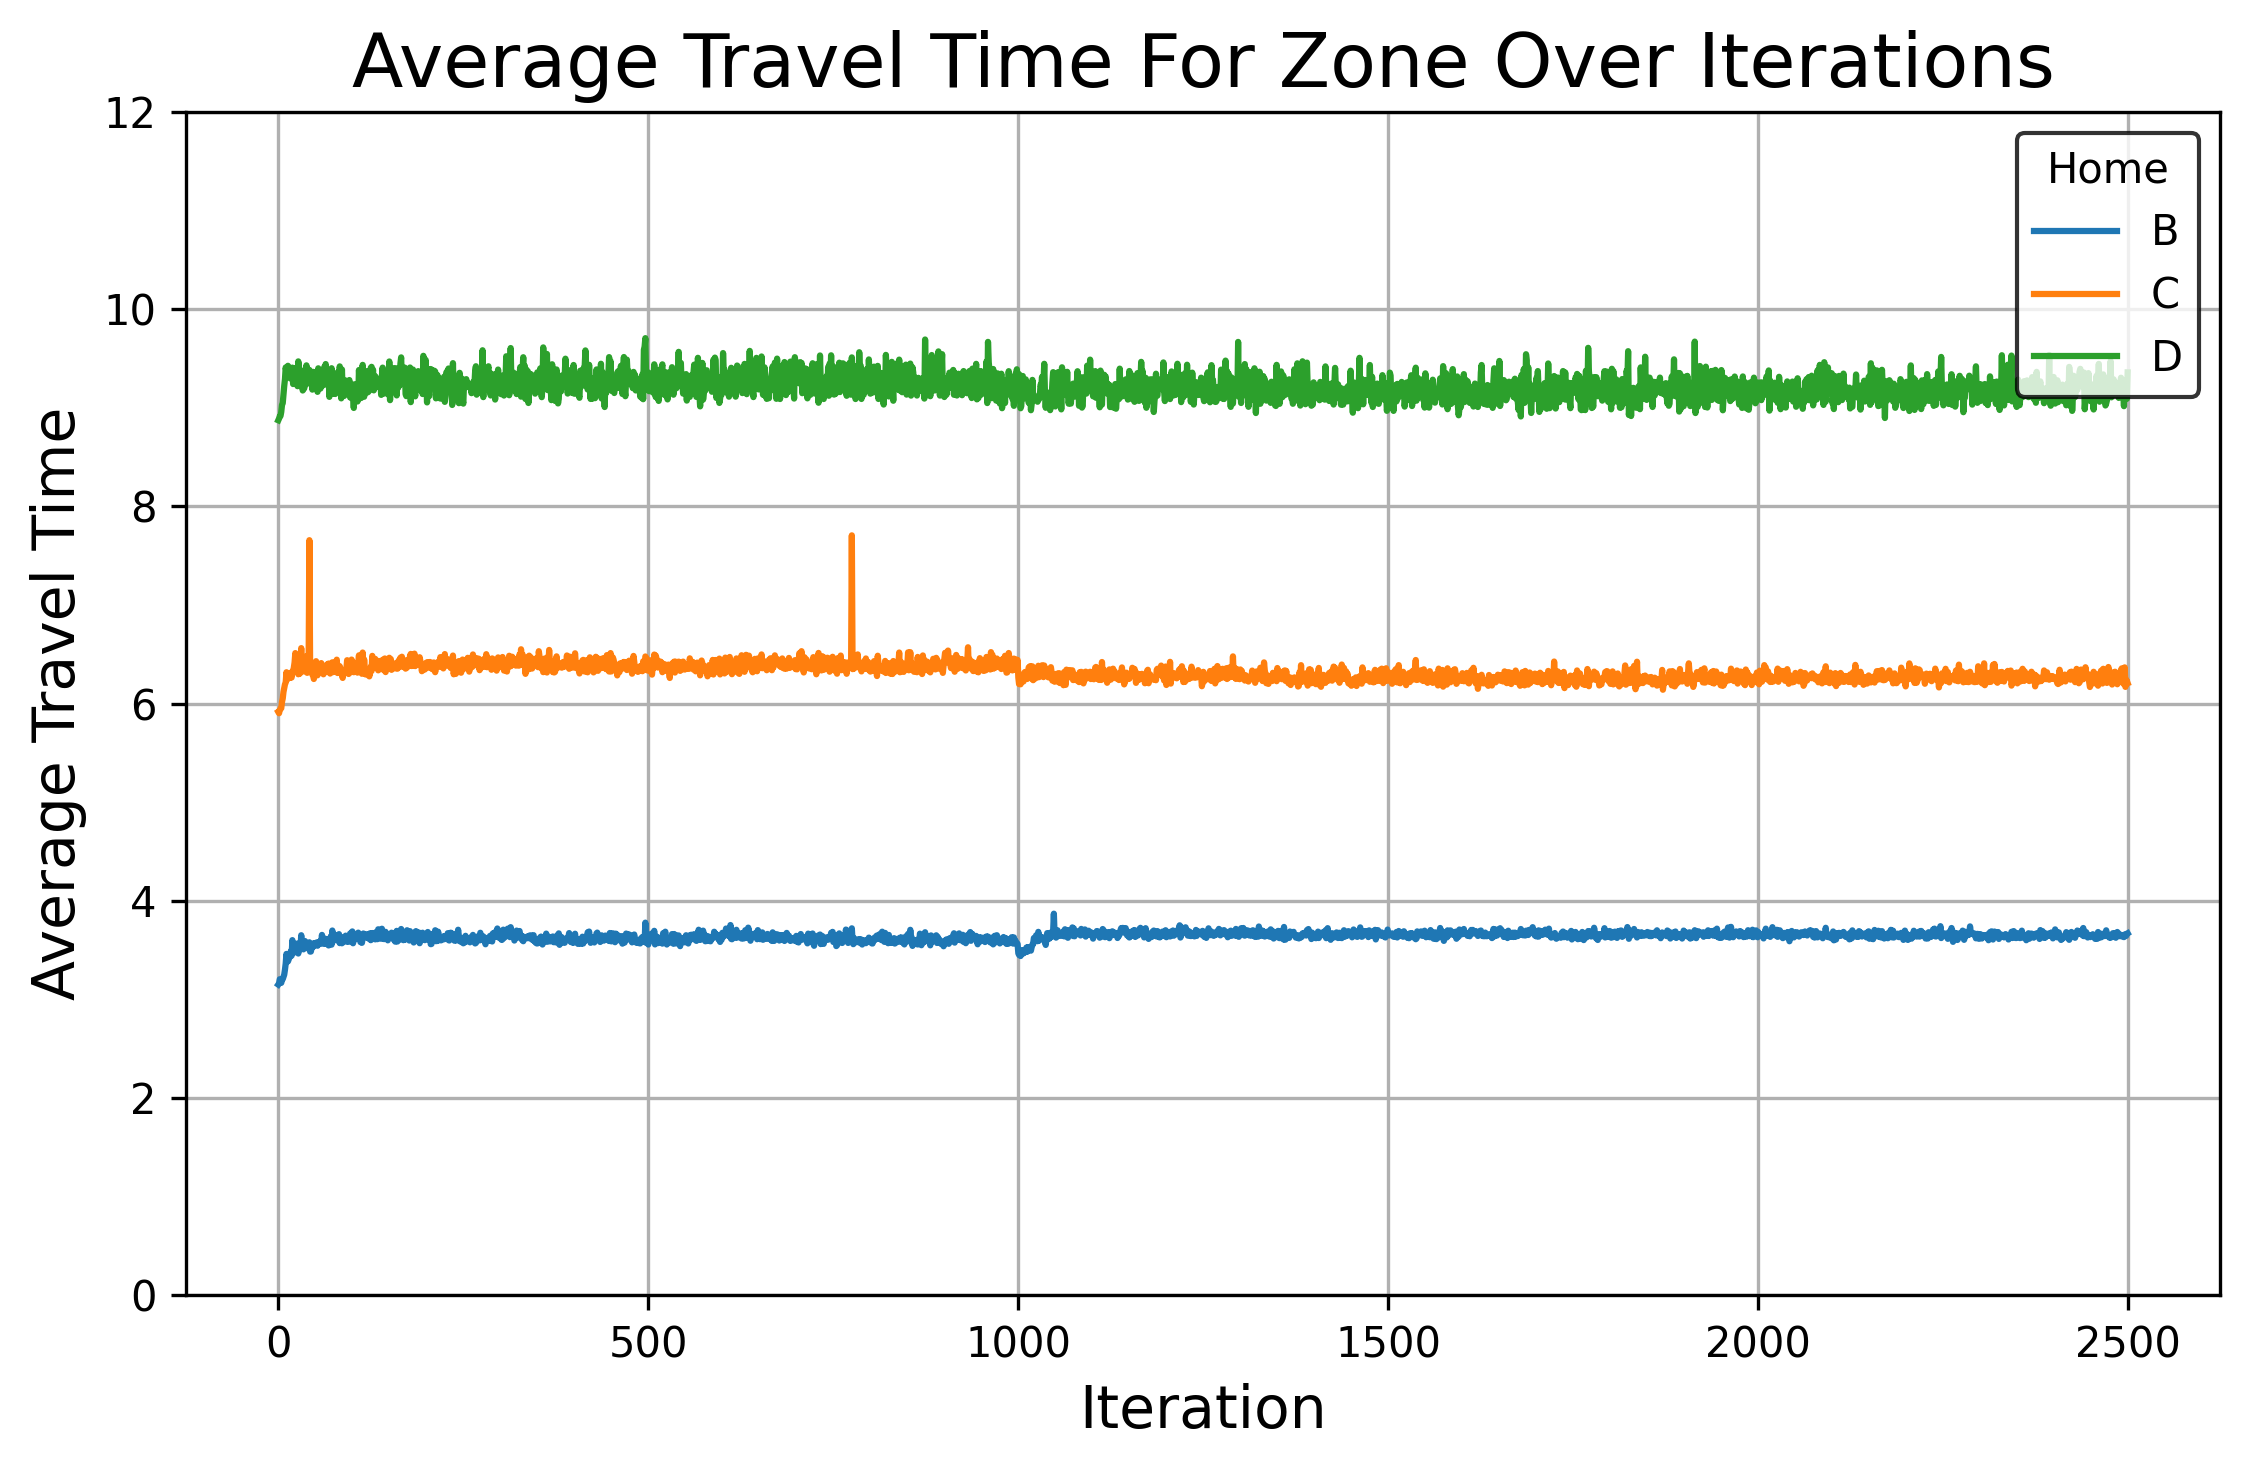 Average Travel Time For Zone Over Iterations
12
10
8
6
4
2
0
Average Travel Time
Home
B
C
D
0 500 1000 1500 2000 2500
Iteration